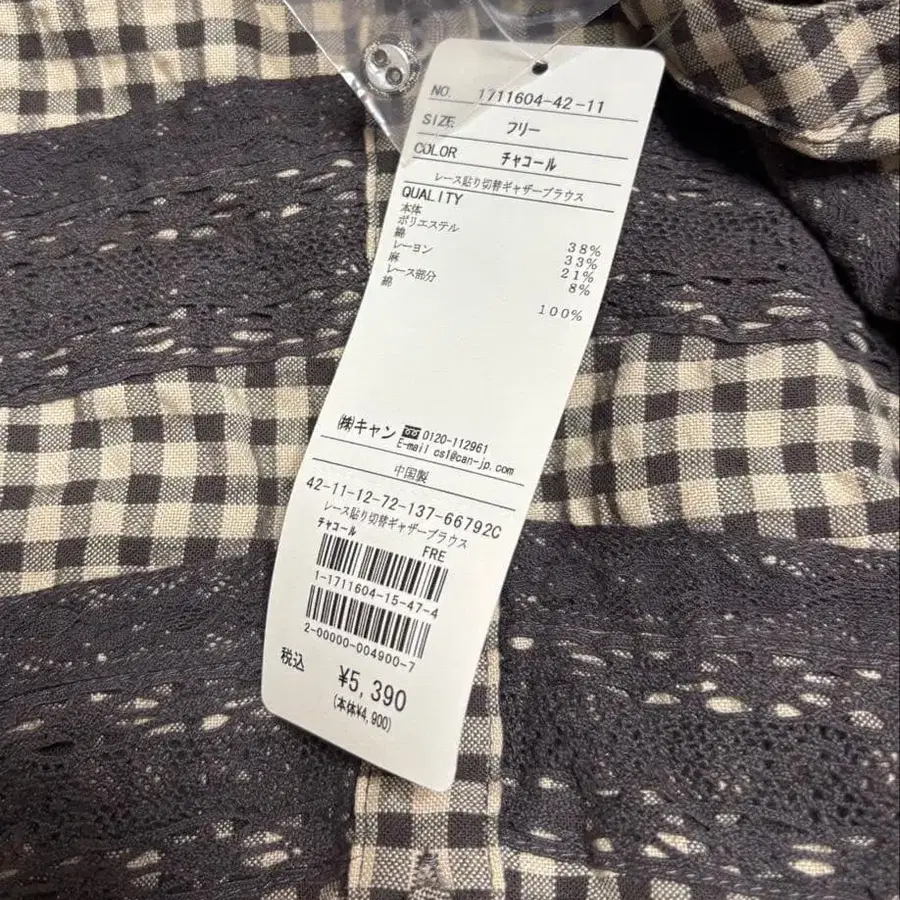 NO. 1711604-42-11
SIZE フリー
COLOR チャコール
レース貼り切替ギャザーブラウス
QUALITY
本体
ポリエステル 38%
綿 33%
レーヨン 21%
麻 8%
レース部分
綿 100%
㈱キャン 0120-112961
E-mail cs1@can-jp.com
中国製
42-11-12-72-137-66792C
レース貼り切替ギャザーブラウス
チャコール FRE
1-1711604-15-47-4
2-00000-004900-7
税込 ¥5,390
(本体¥4,900)